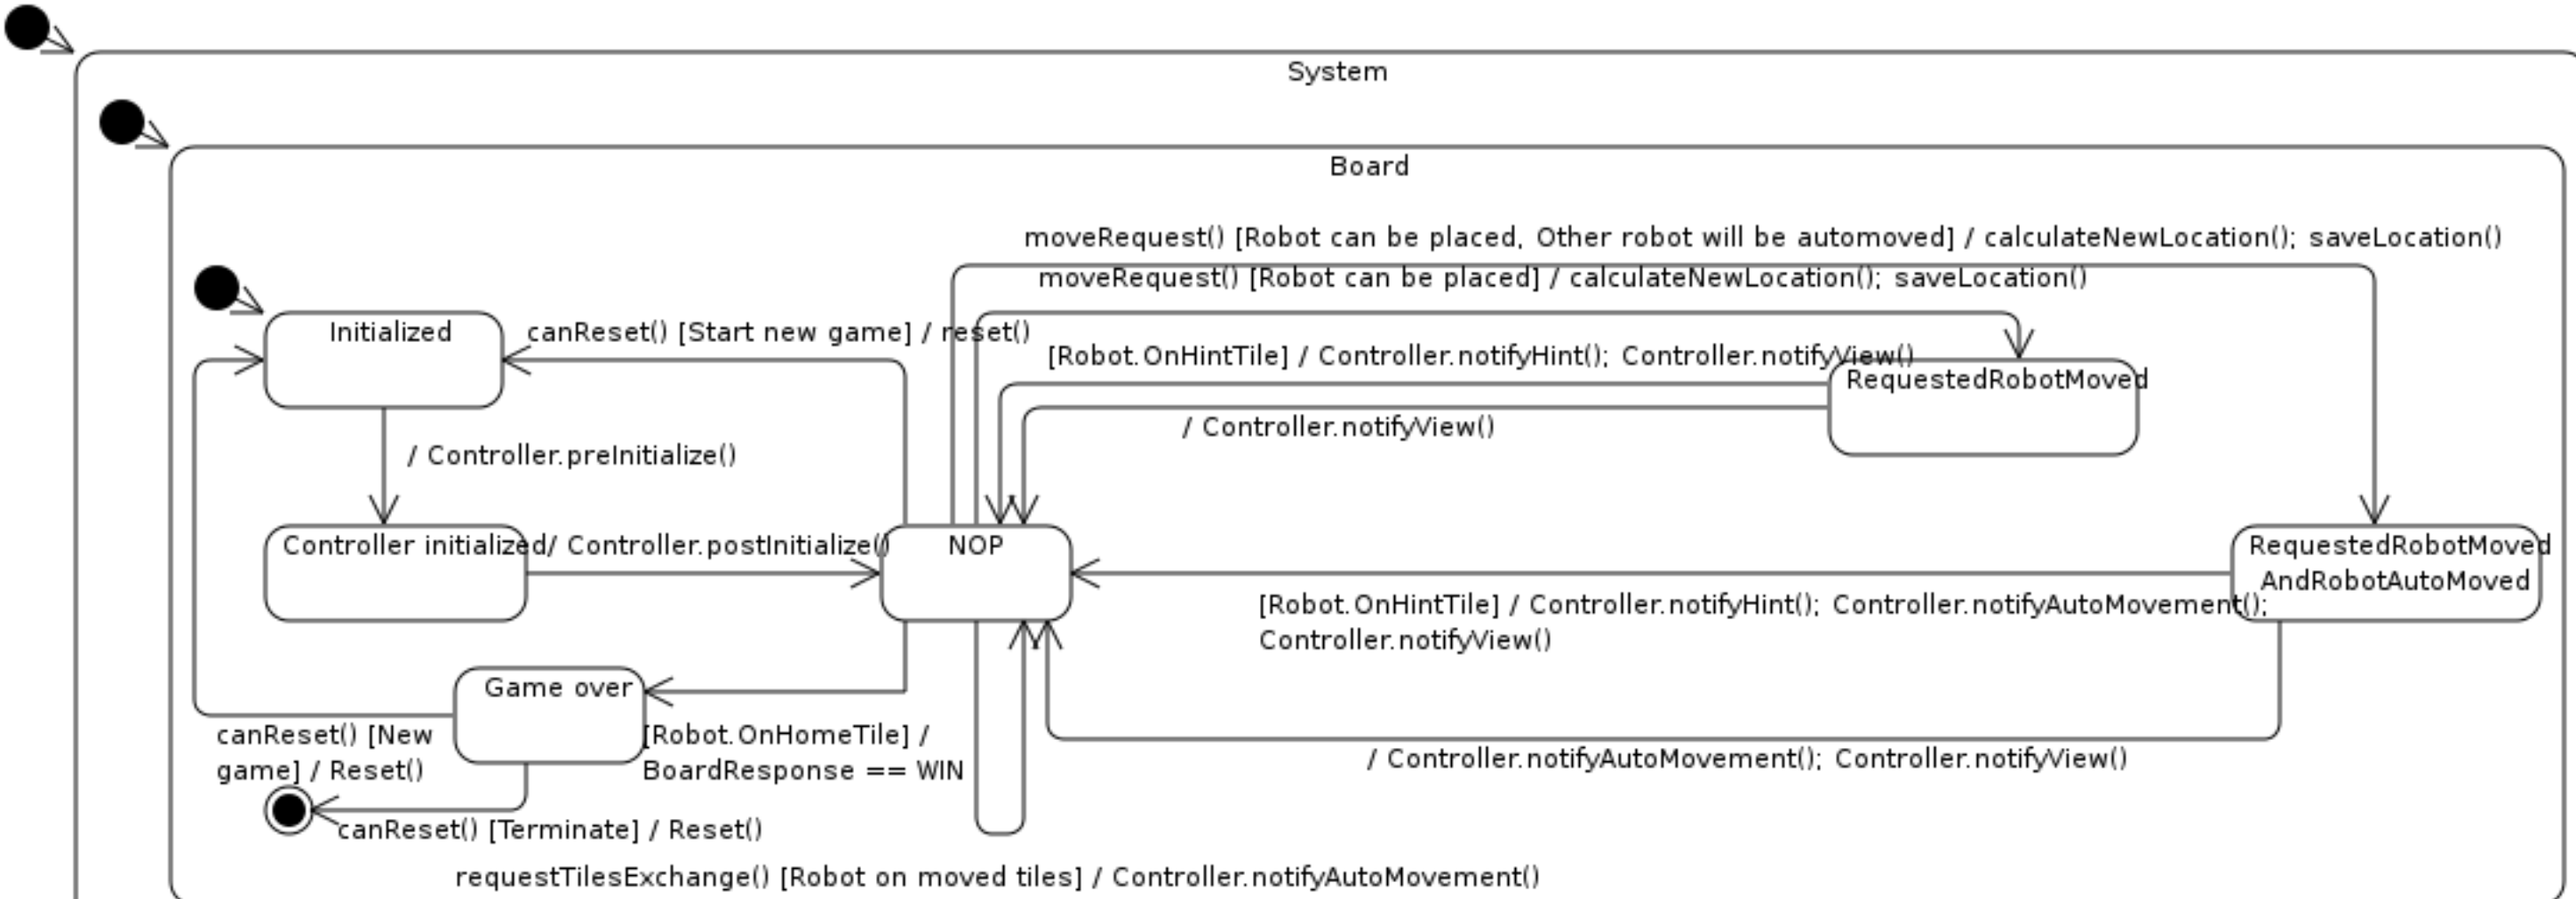 System
Board
moveRequest() [Robot can be placed, Other robot will be automoved] / calculateNewLocation(); saveLocation()
moveRequest() [Robot can be placed] / calculateNewLocation(); saveLocation()
Initialized
canReset() [Start new game] / reset()
[Robot.OnHintTile] / Controller.notifyHint(); Controller.notifyView()
RequestedRobotMoved
/ Controller.notifyView()
/ Controller.preInitialize()
Controller initialized
/ Controller.postInitialize()
NOP
RequestedRobotMoved
AndRobotAutoMoved
[Robot.OnHintTile] / Controller.notifyHint(); Controller.notifyAutoMovement();
Controller.notifyView()
Game over
canReset() [New
game] / Reset()
[Robot.OnHomeTile] /
BoardResponse == WIN
/ Controller.notifyAutoMovement(); Controller.notifyView()
canReset() [Terminate] / Reset()
requestTilesExchange() [Robot on moved tiles] / Controller.notifyAutoMovement()